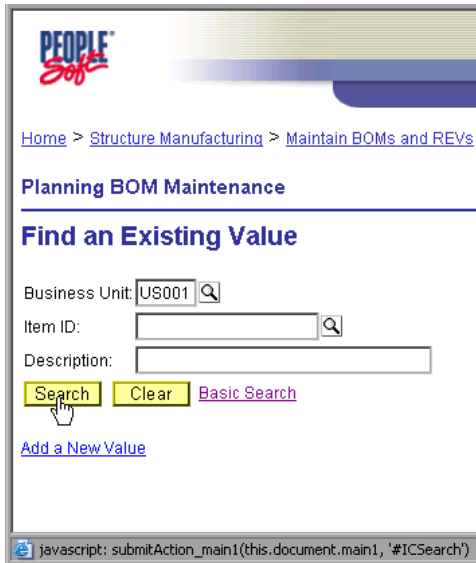 PEOPLE
Soft
Home > Structure Manufacturing > Maintain BOMs and REVs
Planning BOM Maintenance
Find an Existing Value
Business Unit: US001
Item ID:
Description:
Search Clear Basic Search
Add a New Value
javascript: submitAction_main1(this.document.main1, '#ICSearch')